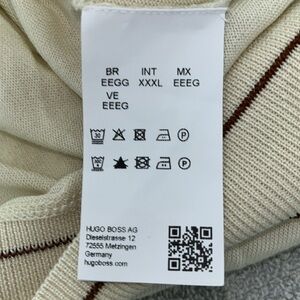 BR INT MX
EEGG XXXL EEEG
VE
EEEG
HUGO BOSS AG
Dieselstrasse 12
72555 Metzingen
Germany
hugoboss.com